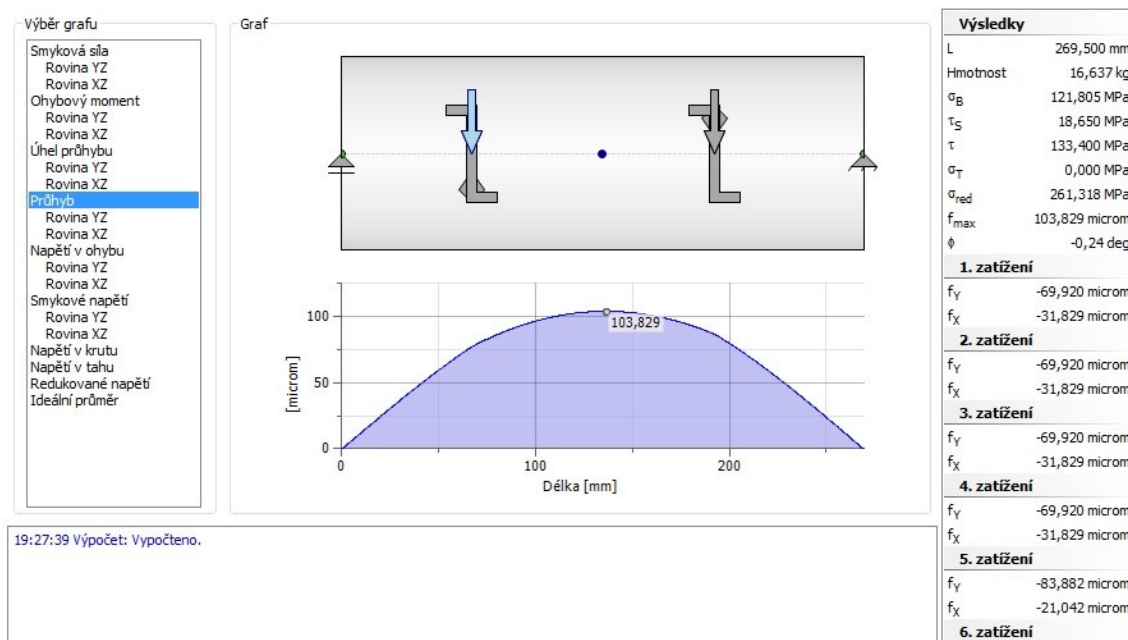 Výběr grafu
Smyková síla
Rovina YZ
Rovina XZ
Ohybový moment
Rovina YZ
Rovina XZ
Úhel průhybu
Rovina YZ
Rovina XZ
Průhyb
Rovina YZ
Rovina XZ
Napětí v ohybu
Rovina YZ
Rovina XZ
Smykové napětí
Rovina YZ
Rovina XZ
Napětí v krutu
Napětí v tahu
Redukované napětí
Ideální průměr
Graf
103,829
100
50
0
[microm]
0 100 200
Délka [mm]
Výsledky
L 269,500 mm
Hmotnost 16,637 kg
σB 121,805 MPa
τS 18,650 MPa
τ 133,400 MPa
σT 0,000 MPa
σred 261,318 MPa
fmax 103,829 microm
ϕ -0,24 deg
1. zatížení
fY -69,920 microm
fX -31,829 microm
2. zatížení
fY -69,920 microm
fX -31,829 microm
3. zatížení
fY -69,920 microm
fX -31,829 microm
4. zatížení
fY -69,920 microm
fX -31,829 microm
5. zatížení
fY -83,882 microm
fX -21,042 microm
6. zatížení
19:27:39 Výpočet: Vypočteno.